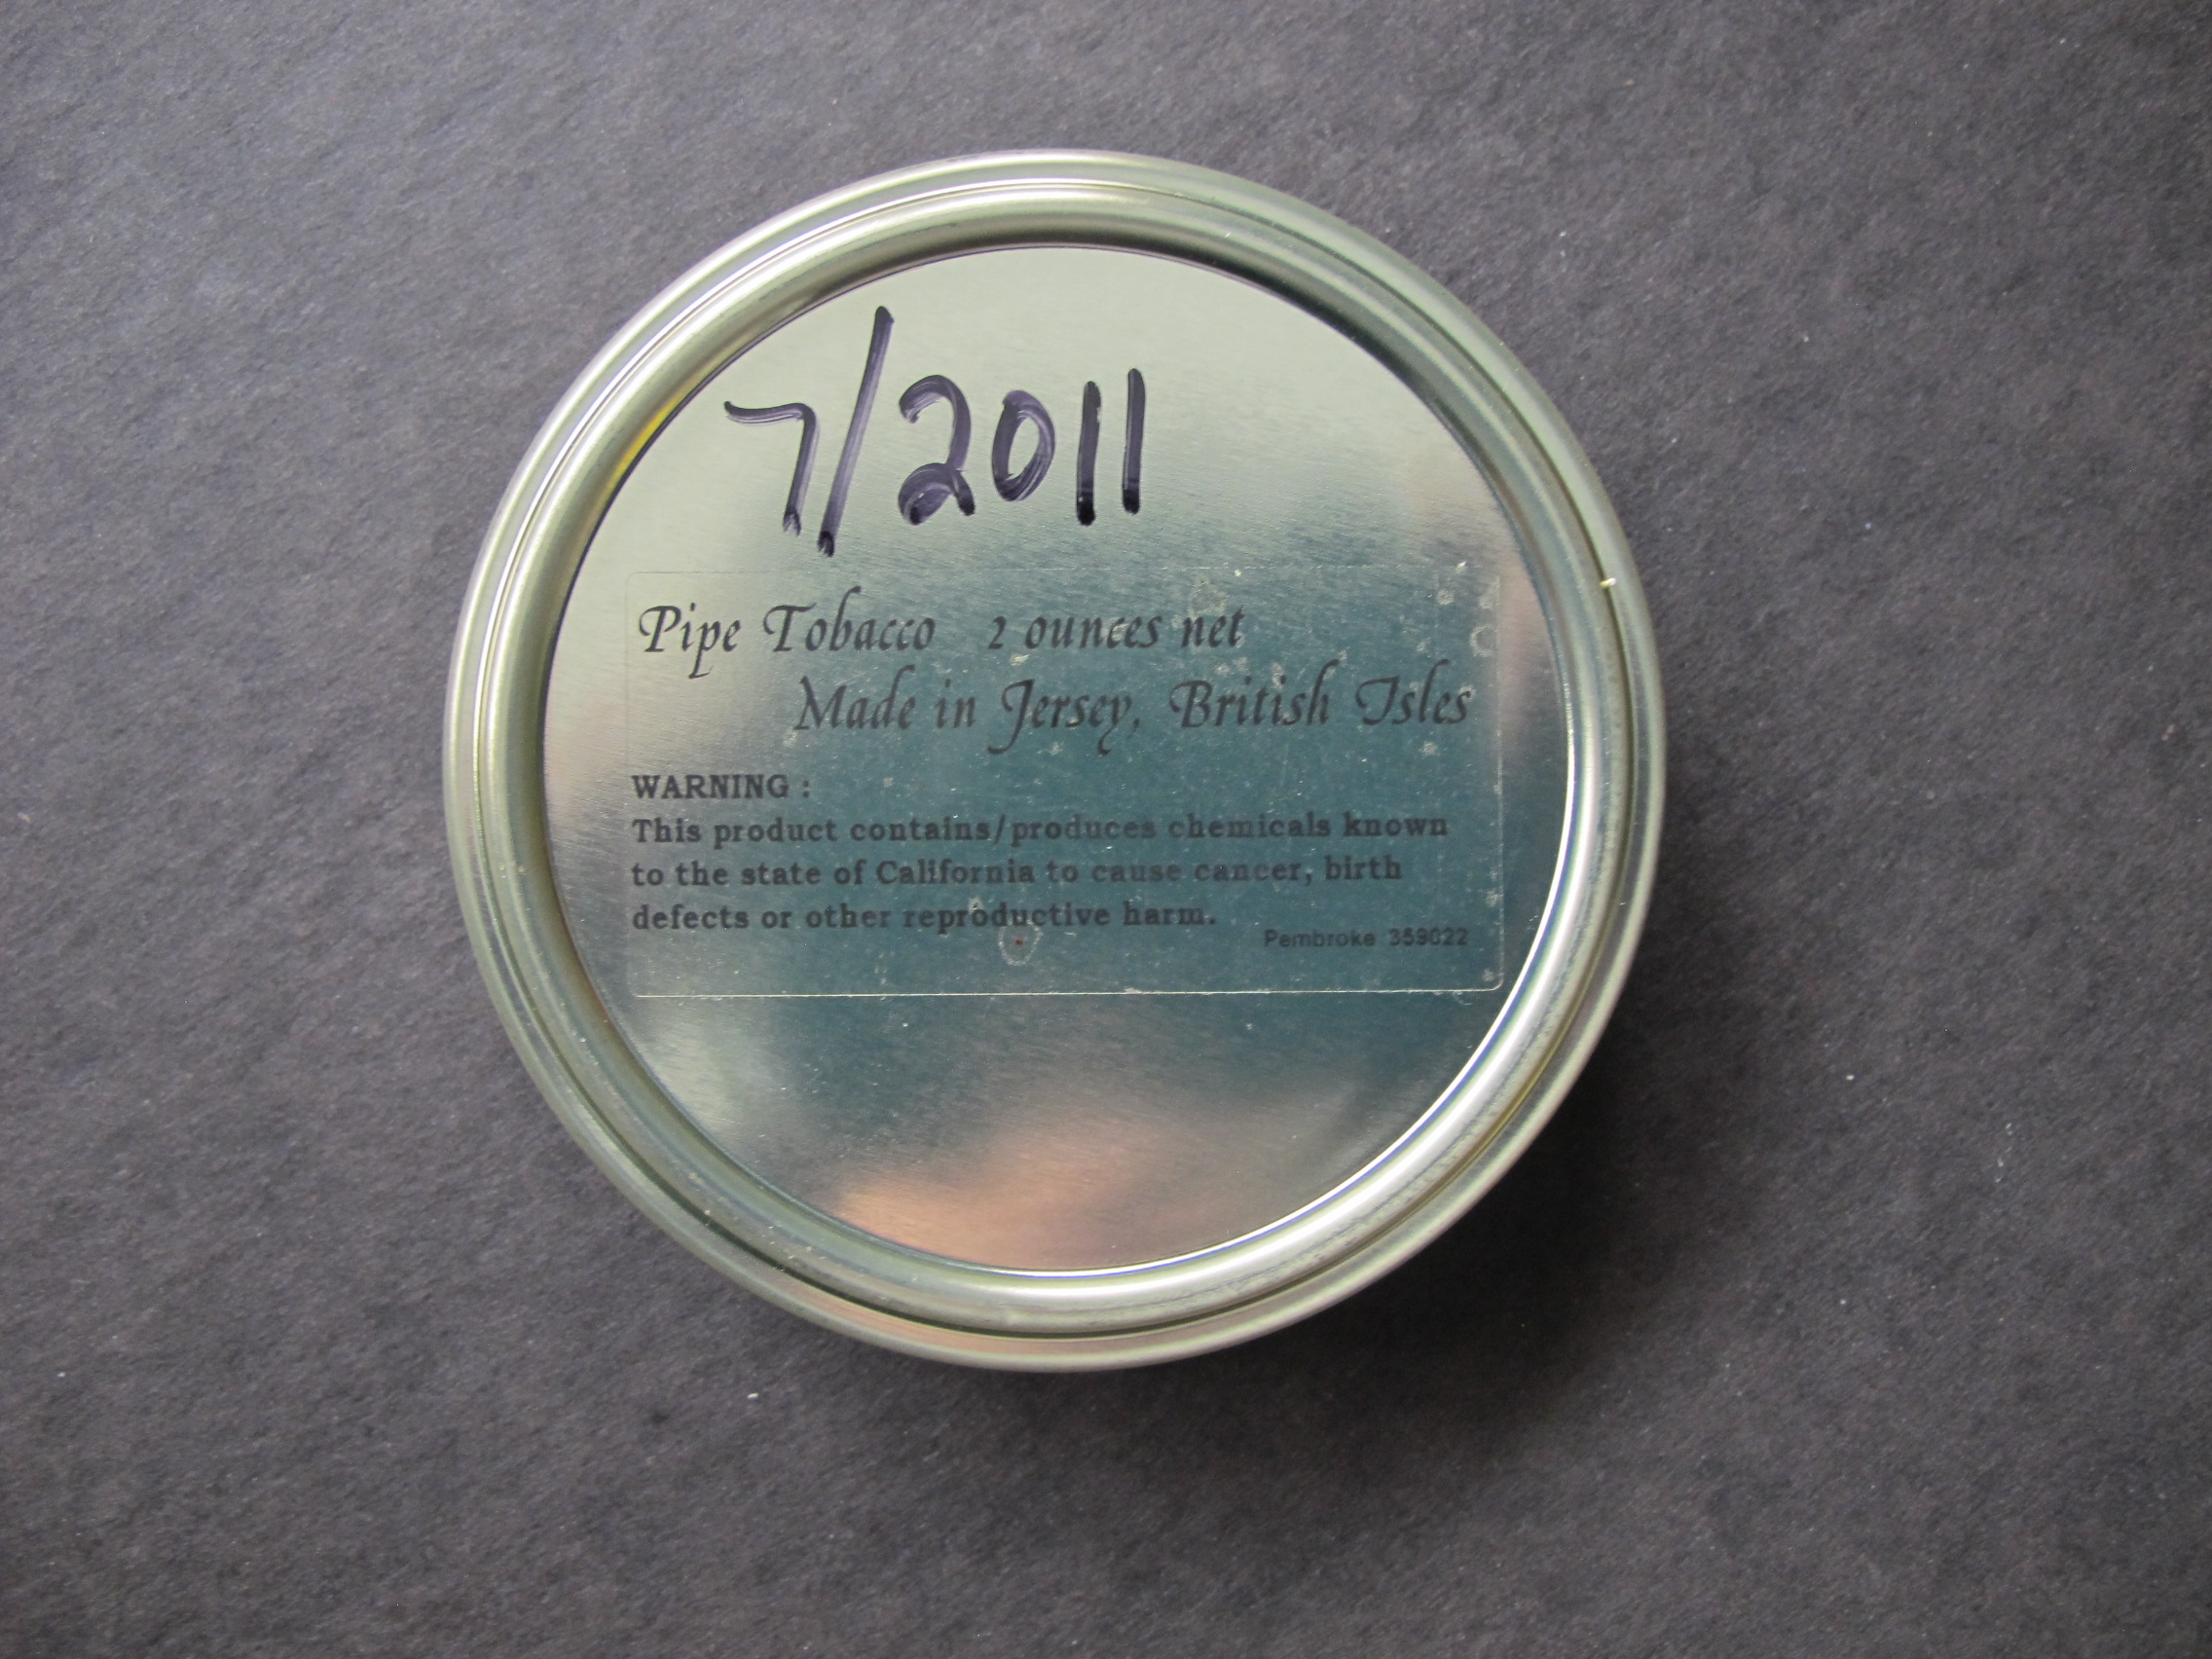 7/2011
Pipe Tobacco 2 ounces net
Made in Jersey, British Isles
WARNING :
This product contains/produces chemicals known
to the state of California to cause cancer, birth
defects or other reproductive harm.
Pembroke 359022